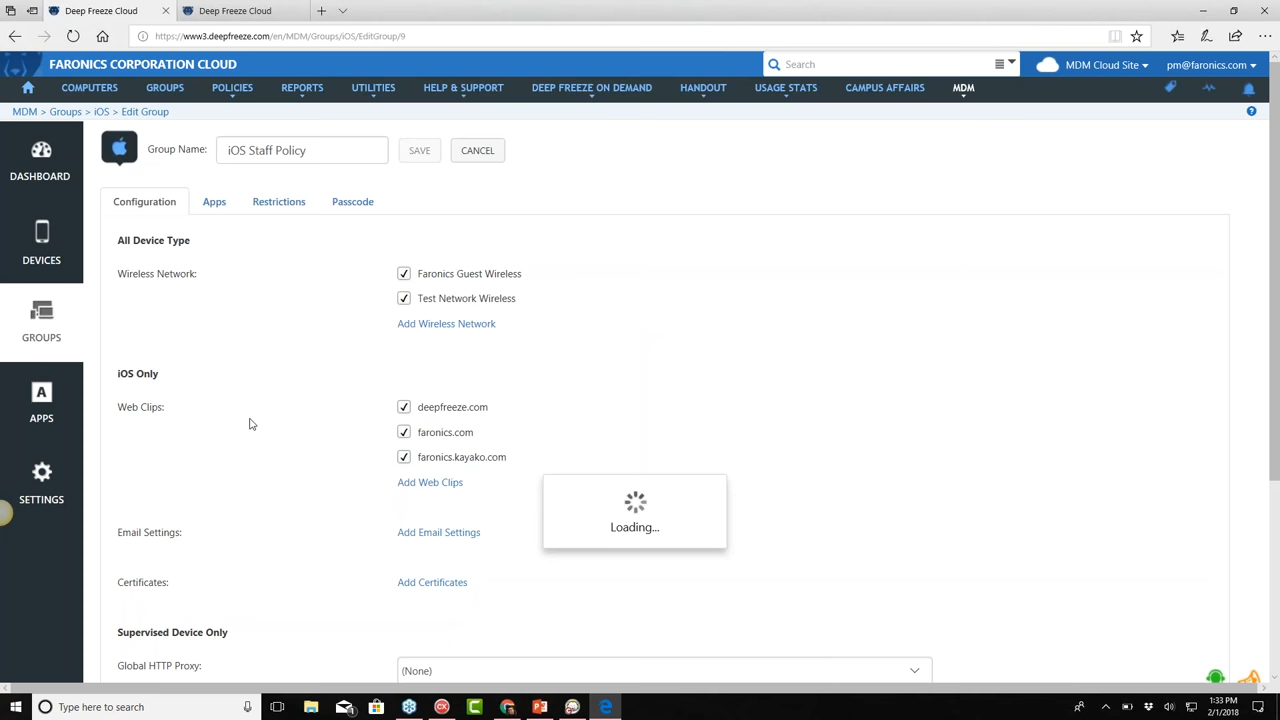 Deep Freeze Cloud
Deep Freeze Cloud
https://www3.deepfreeze.com/en/MDM/Groups/iOS/EditGroup/9
FARONICS CORPORATION CLOUD
Search
MDM Cloud Site
pm@faronics.com
COMPUTERS
GROUPS
POLICIES
REPORTS
UTILITIES
HELP & SUPPORT
DEEP FREEZE ON DEMAND
HANDOUT
USAGE STATS
CAMPUS AFFAIRS
MDM
MDM > Groups > iOS > Edit Group
DASHBOARD
DEVICES
GROUPS
A
APPS
SETTINGS
Group Name:
iOS Staff Policy
SAVE
CANCEL
Configuration
Apps
Restrictions
Passcode
All Device Type
Wireless Network:
Faronics Guest Wireless
Test Network Wireless
Add Wireless Network
iOS Only
Web Clips:
deepfreeze.com
faronics.com
faronics.kayako.com
Add Web Clips
Email Settings:
Add Email Settings
Certificates:
Add Certificates
Loading...
Supervised Device Only
Global HTTP Proxy:
(None)
Type here to search
1:33 PM
2/1/2018